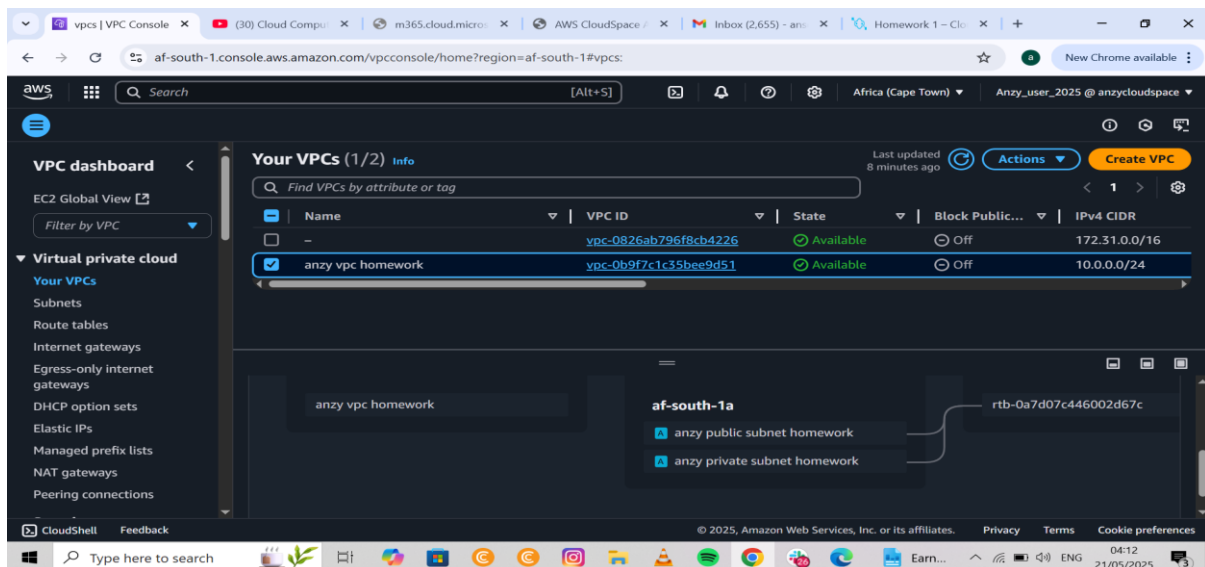 vpcs | VPC Console
(30) Cloud Compu
m365.cloud.micros
AWS CloudSpace
Inbox (2,655) - an
Homework 1 – Clo
af-south-1.console.aws.amazon.com/vpcconsole/home?region=af-south-1#vpcs:
a
New Chrome available
aws
Search
[Alt+S]
Africa (Cape Town)
Anzy_user_2025 @ anzycloudspace
VPC dashboard
EC2 Global View
Filter by VPC
Virtual private cloud
Your VPCs
Subnets
Route tables
Internet gateways
Egress-only internet
gateways
DHCP option sets
Elastic IPs
Managed prefix lists
NAT gateways
Peering connections
Your VPCs (1/2) Info
Last updated
8 minutes ago
Actions
Create VPC
Find VPCs by attribute or tag
1
Name VPC ID State Block Public... IPv4 CIDR
– vpc-0826ab796f8cb4226 Available Off 172.31.0.0/16
anzy vpc homework vpc-0b9f7c1c35bee9d51 Available Off 10.0.0.0/24
anzy vpc homework
af-south-1a
A anzy public subnet homework
A anzy private subnet homework
rtb-0a7d07c446002d67c
CloudShell Feedback
© 2025, Amazon Web Services, Inc. or its affiliates. Privacy Terms Cookie preferences
Type here to search
26
Earn...
ENG
04:12
21/05/2025
3